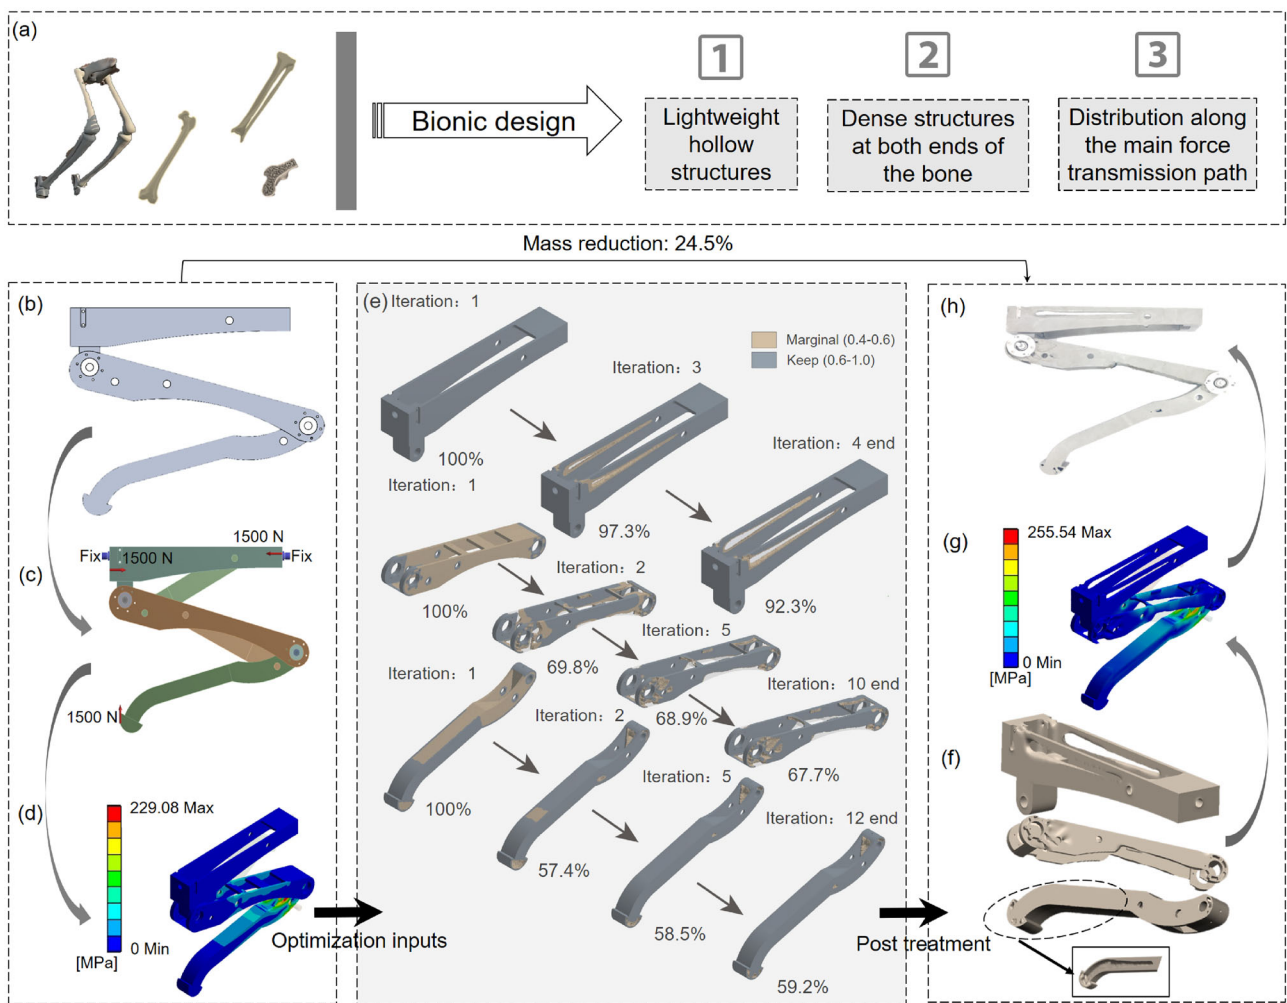 (a)
Bionic design
1
Lightweight
hollow
structures
2
Dense structures
at both ends of
the bone
3
Distribution along
the main force
transmission path
Mass reduction: 24.5%
(b)
(c)
Fix
1500 N
1500 N
Fix
1500 N
(d)
229.08 Max
0 Min
[MPa]
Optimization inputs
(e)
Iteration: 1
Marginal (0.4-0.6)
Keep (0.6-1.0)
100%
Iteration: 3
97.3%
Iteration: 4 end
92.3%
Iteration: 1
100%
Iteration: 2
69.8%
Iteration: 5
68.9%
Iteration: 10 end
67.7%
Iteration: 1
100%
Iteration: 2
57.4%
Iteration: 5
58.5%
Iteration: 12 end
59.2%
Post treatment
(h)
(g)
255.54 Max
0 Min
[MPa]
(f)